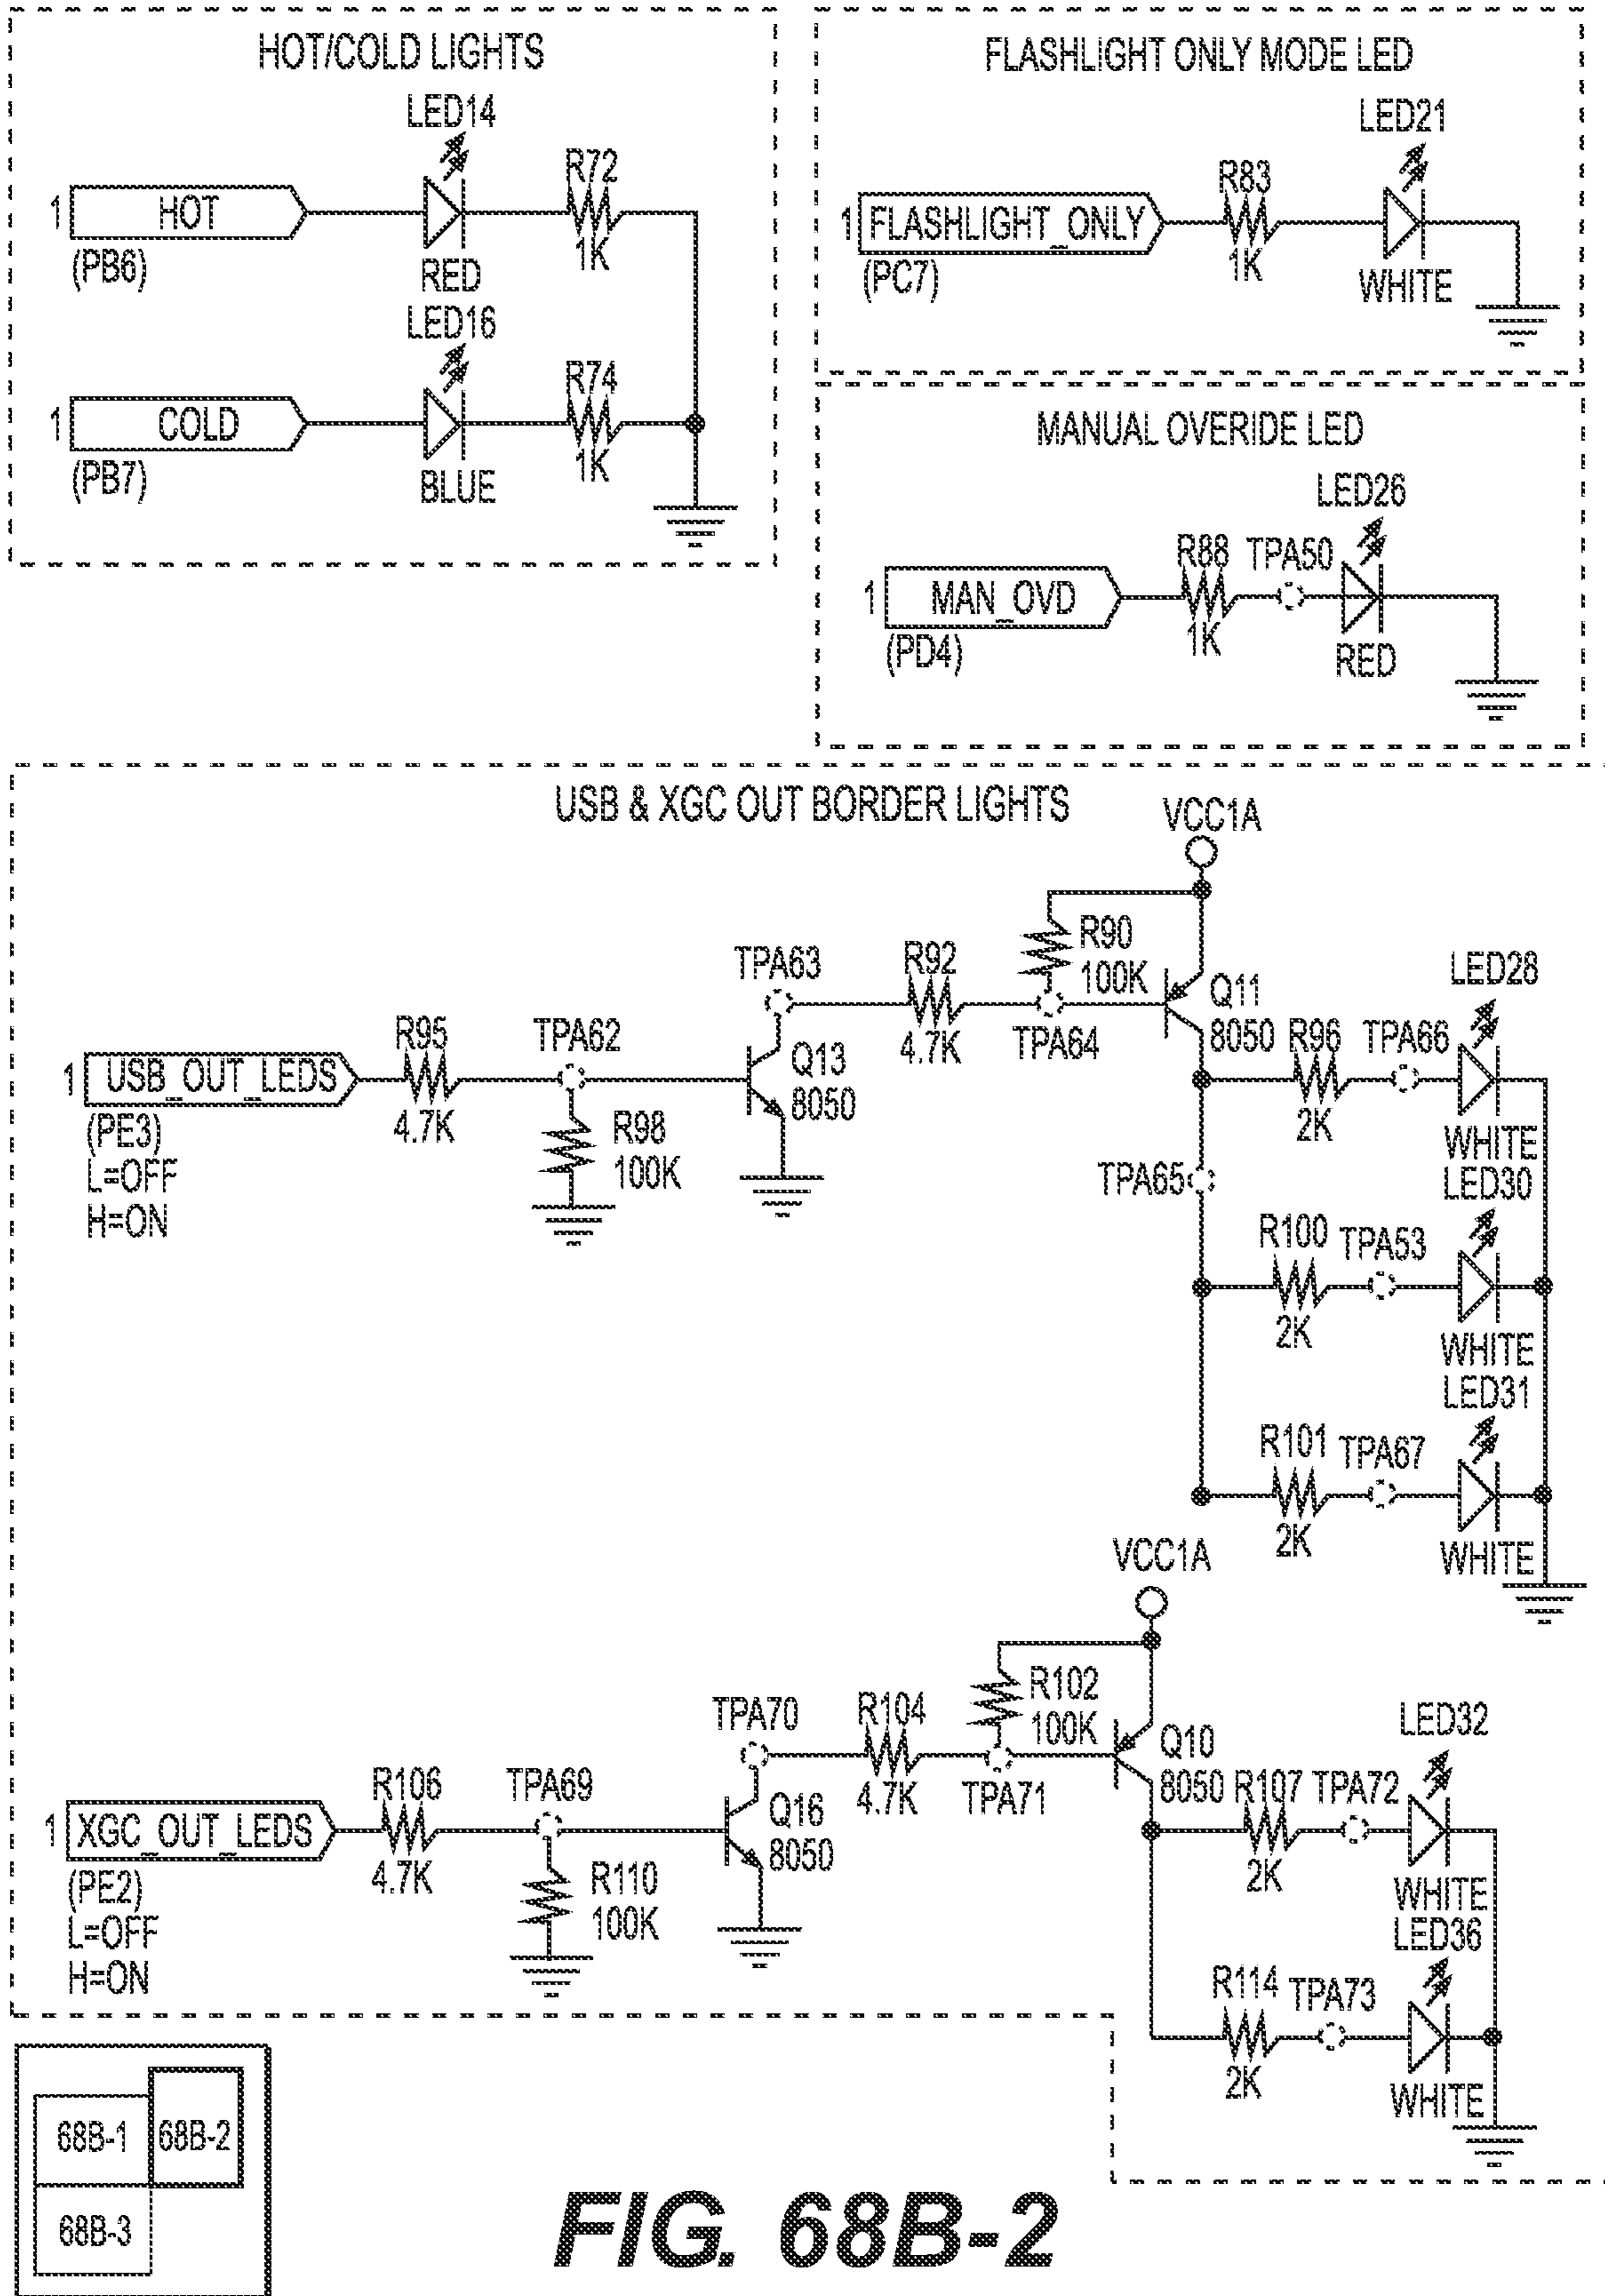 HOT/COLD LIGHTS
LED14
R72
1 HOT
(PB6)
RED
1K
LED16
R74
1 COLD
(PB7)
BLUE
1K
FLASHLIGHT ONLY MODE LED
LED21
R83
1 FLASHLIGHT_ONLY
(PC7)
1K
WHITE
MANUAL OVERIDE LED
LED26
R88 TPA50
1 MAN_OVD
(PD4)
1K
RED
USB & XGC OUT BORDER LIGHTS
VCC1A
R90
100K
TPA63
R92
4.7K
TPA64
Q11
8050
LED28
R95
TPA62
1 USB_OUT_LEDS
(PE3)
L=OFF
H=ON
4.7K
R98
100K
Q13
8050
R96
TPA66
2K
WHITE
TPA65
LED30
R100 TPA53
2K
WHITE
LED31
R101 TPA67
2K
WHITE
VCC1A
R102
100K
TPA70
R104
4.7K
TPA71
Q10
8050
LED32
R106
TPA69
1 XGC_OUT_LEDS
(PE2)
L=OFF
H=ON
4.7K
R110
100K
Q16
8050
R107 TPA72
2K
WHITE
LED36
R114 TPA73
2K
WHITE
68B-1 68B-2
68B-3
FIG. 68B-2